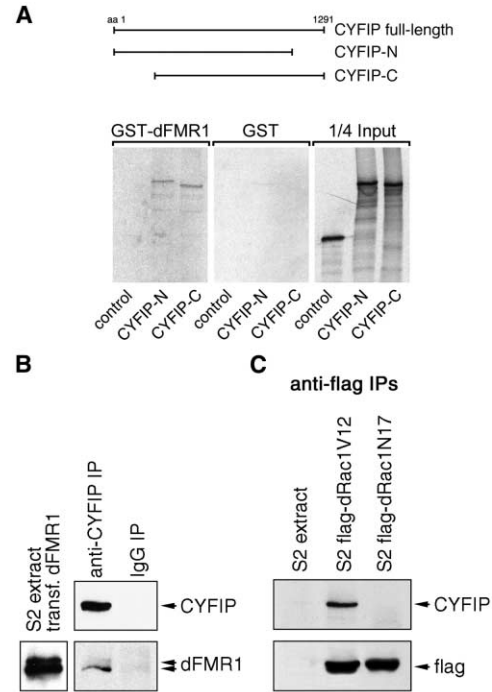 A
aa 1 1291 CYFIP full-length
CYFIP-N
CYFIP-C
GST-dFMR1 GST 1/4 Input
control CYFIP-N CYFIP-C control CYFIP-N CYFIP-C control CYFIP-N CYFIP-C
B
S2 extract
transf. dFMR1
anti-CYFIP IP
IgG IP
CYFIP
dFMR1
C
anti-flag IPs
S2 extract
S2 flag-dRac1V12
S2 flag-dRac1N17
CYFIP
flag